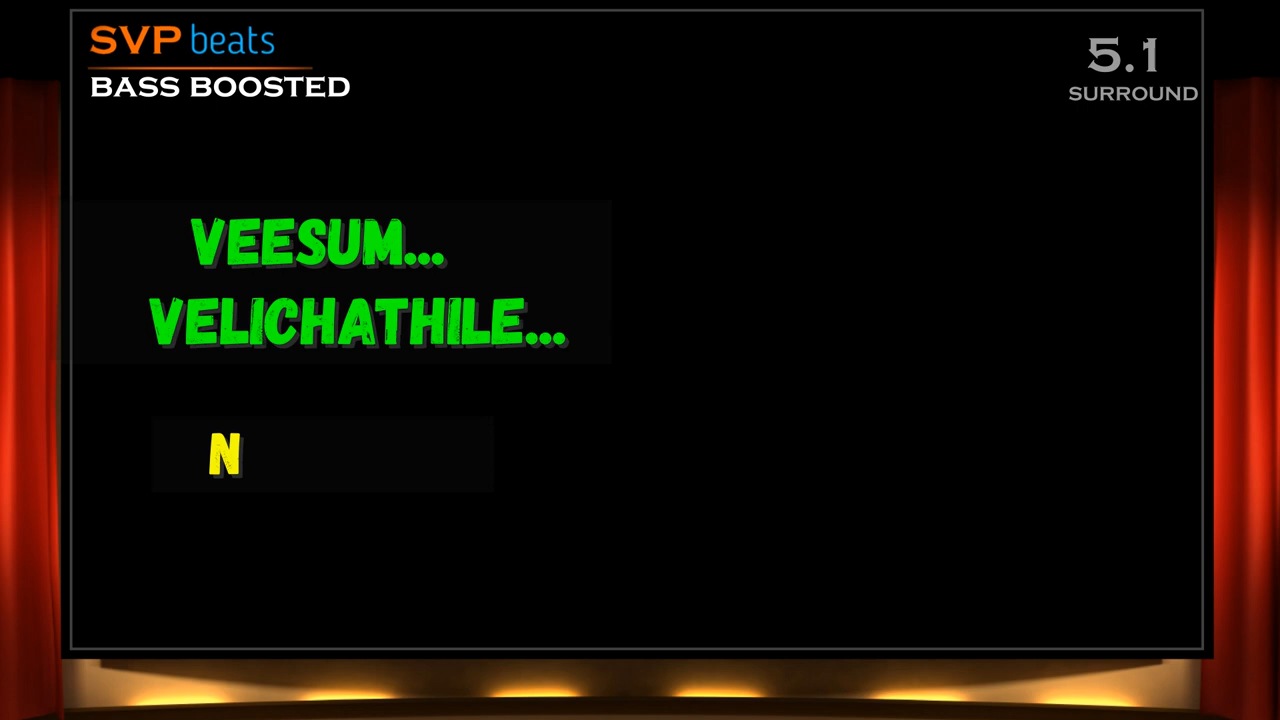 SVP beats
BASS BOOSTED
5.1
SURROUND
VEESUM...
VELICHATHILE...
N